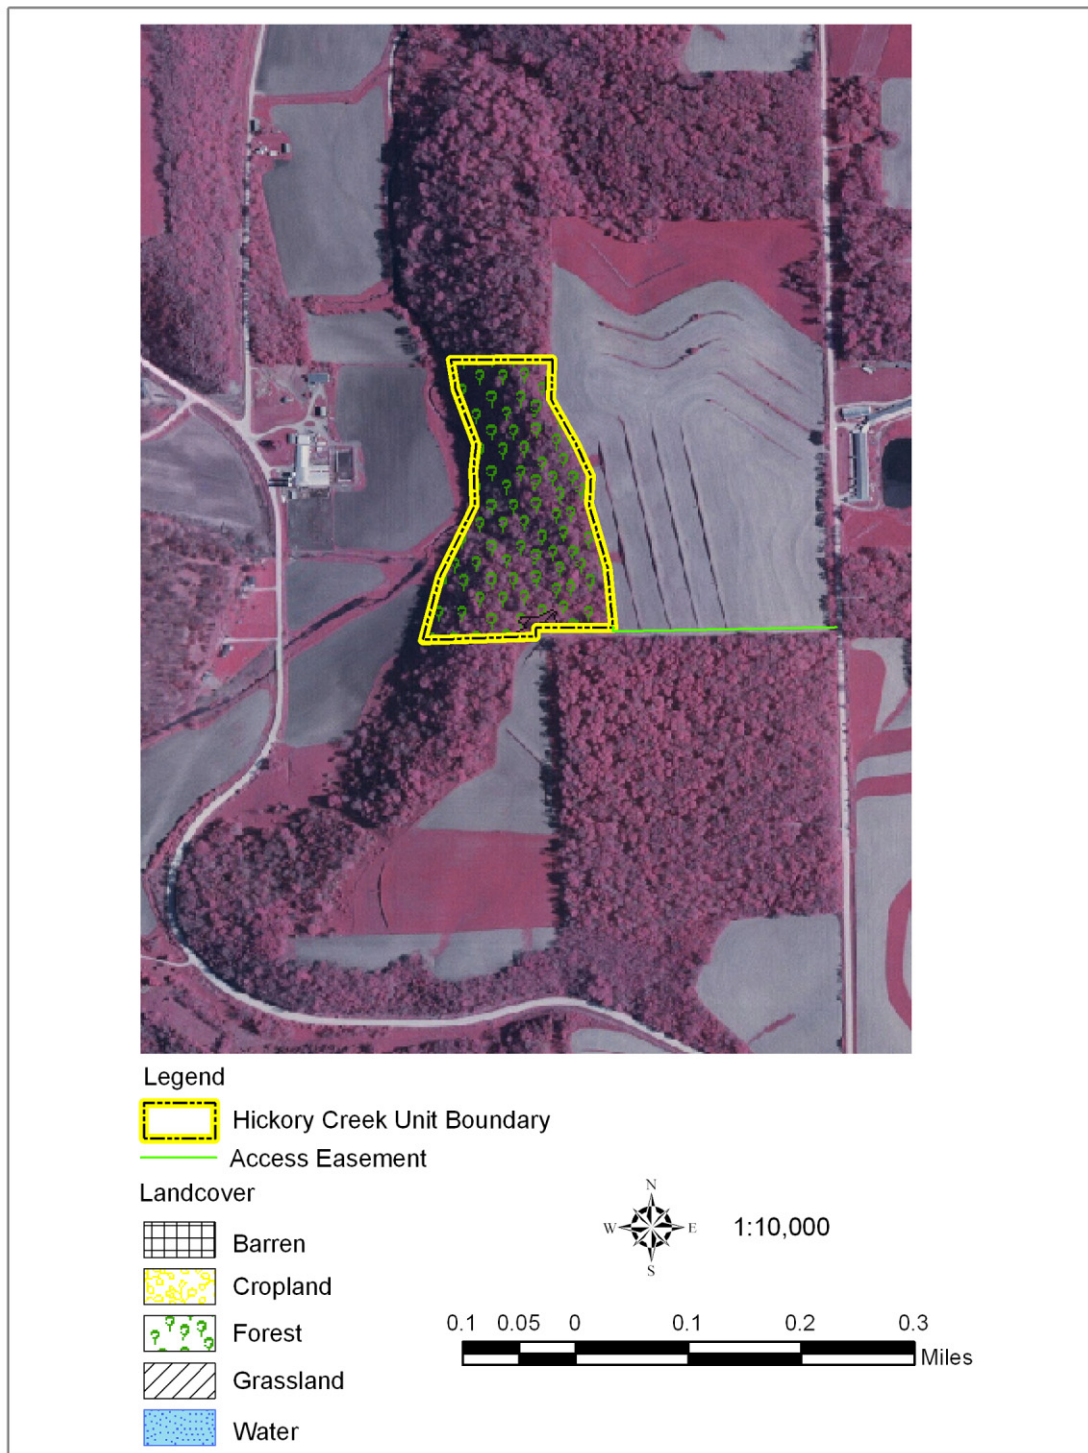 Legend
Hickory Creek Unit Boundary
Access Easement
Landcover
Barren
Cropland
Forest
Grassland
Water
N
W E
S
1:10,000
0.1 0.05 0 0.1 0.2 0.3
Miles